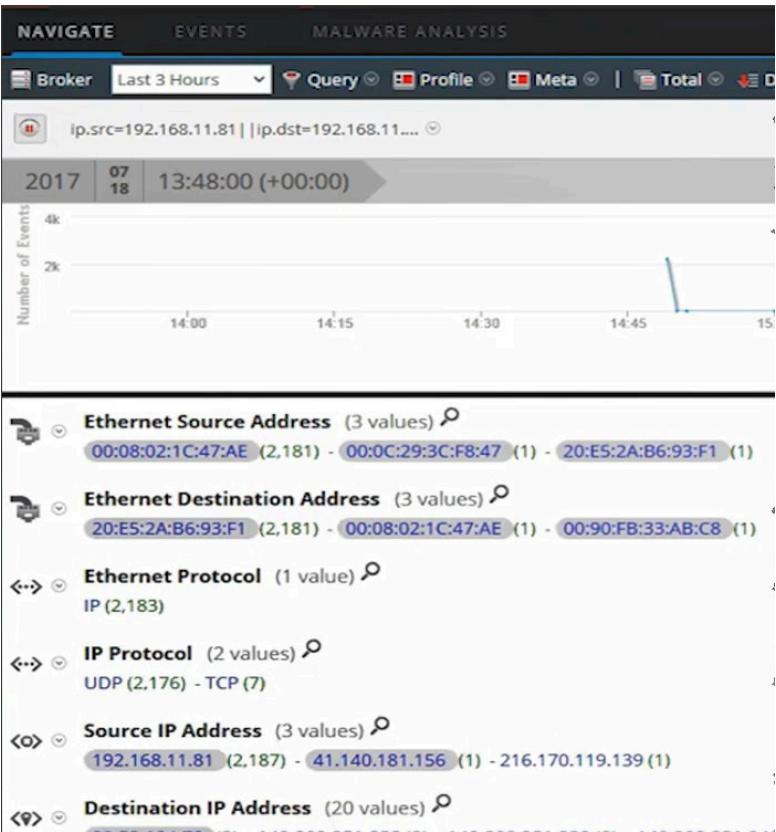 NAVIGATE EVENTS MALWARE ANALYSIS
Broker Last 3 Hours Query Profile Meta | Total D
ip.src=192.168.11.81||ip.dst=192.168.11....
2017 07 18 13:48:00 (+00:00)
Number of Events
4k
2k
14:00 14:15 14:30 14:45 15
Ethernet Source Address (3 values)
00:08:02:1C:47:AE (2,181) - 00:0C:29:3C:F8:47 (1) - 20:E5:2A:B6:93:F1 (1)
Ethernet Destination Address (3 values)
20:E5:2A:B6:93:F1 (2,181) - 00:08:02:1C:47:AE (1) - 00:90:FB:33:AB:C8 (1)
Ethernet Protocol (1 value)
IP (2,183)
IP Protocol (2 values)
UDP (2,176) - TCP (7)
Source IP Address (3 values)
192.168.11.81 (2,187) - 41.140.181.156 (1) - 216.170.119.139 (1)
Destination IP Address (20 values)